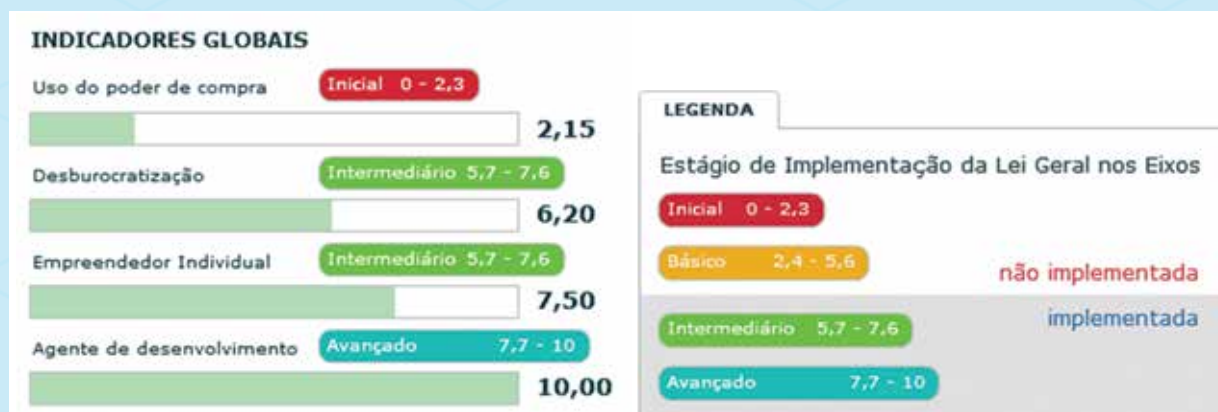 INDICADORES GLOBAIS
Uso do poder de compra Inicial 0 - 2,3
2,15
Desburocratização Intermediário 5,7 - 7,6
6,20
Empreendedor Individual Intermediário 5,7 - 7,6
7,50
Agente de desenvolvimento Avançado 7,7 - 10
10,00
LEGENDA
Estágio de Implementação da Lei Geral nos Eixos
Inicial 0 - 2,3
Básico 2,4 - 5,6
não implementada
implementada
Intermediário 5,7 - 7,6
Avançado 7,7 - 10